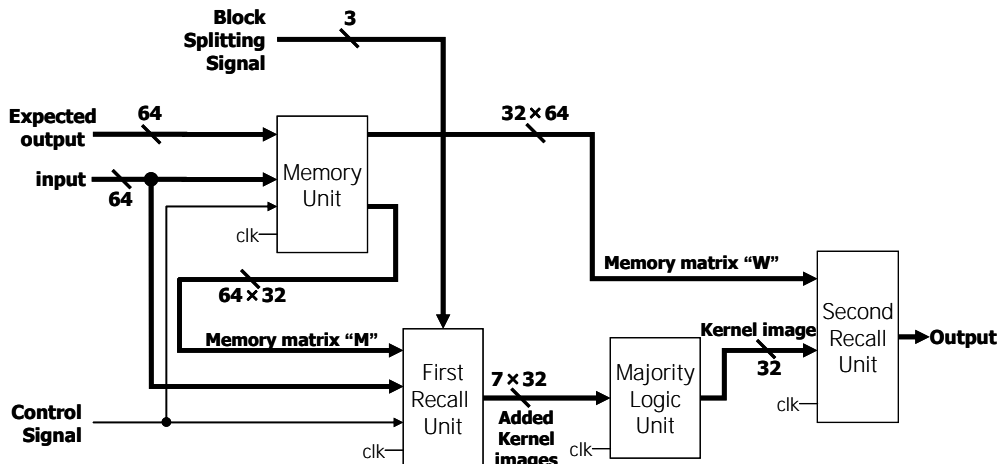 Block
Splitting
Signal
3
Expected
output
64
32×64
input
64
Memory
Unit
clk
64×32
Memory matrix “M”
Memory matrix “W”
First
Recall
Unit
clk
7×32
Added
Kernel
images
Majority
Logic
Unit
clk
Kernel image
32
Second
Recall
Unit
clk
Output
Control
Signal